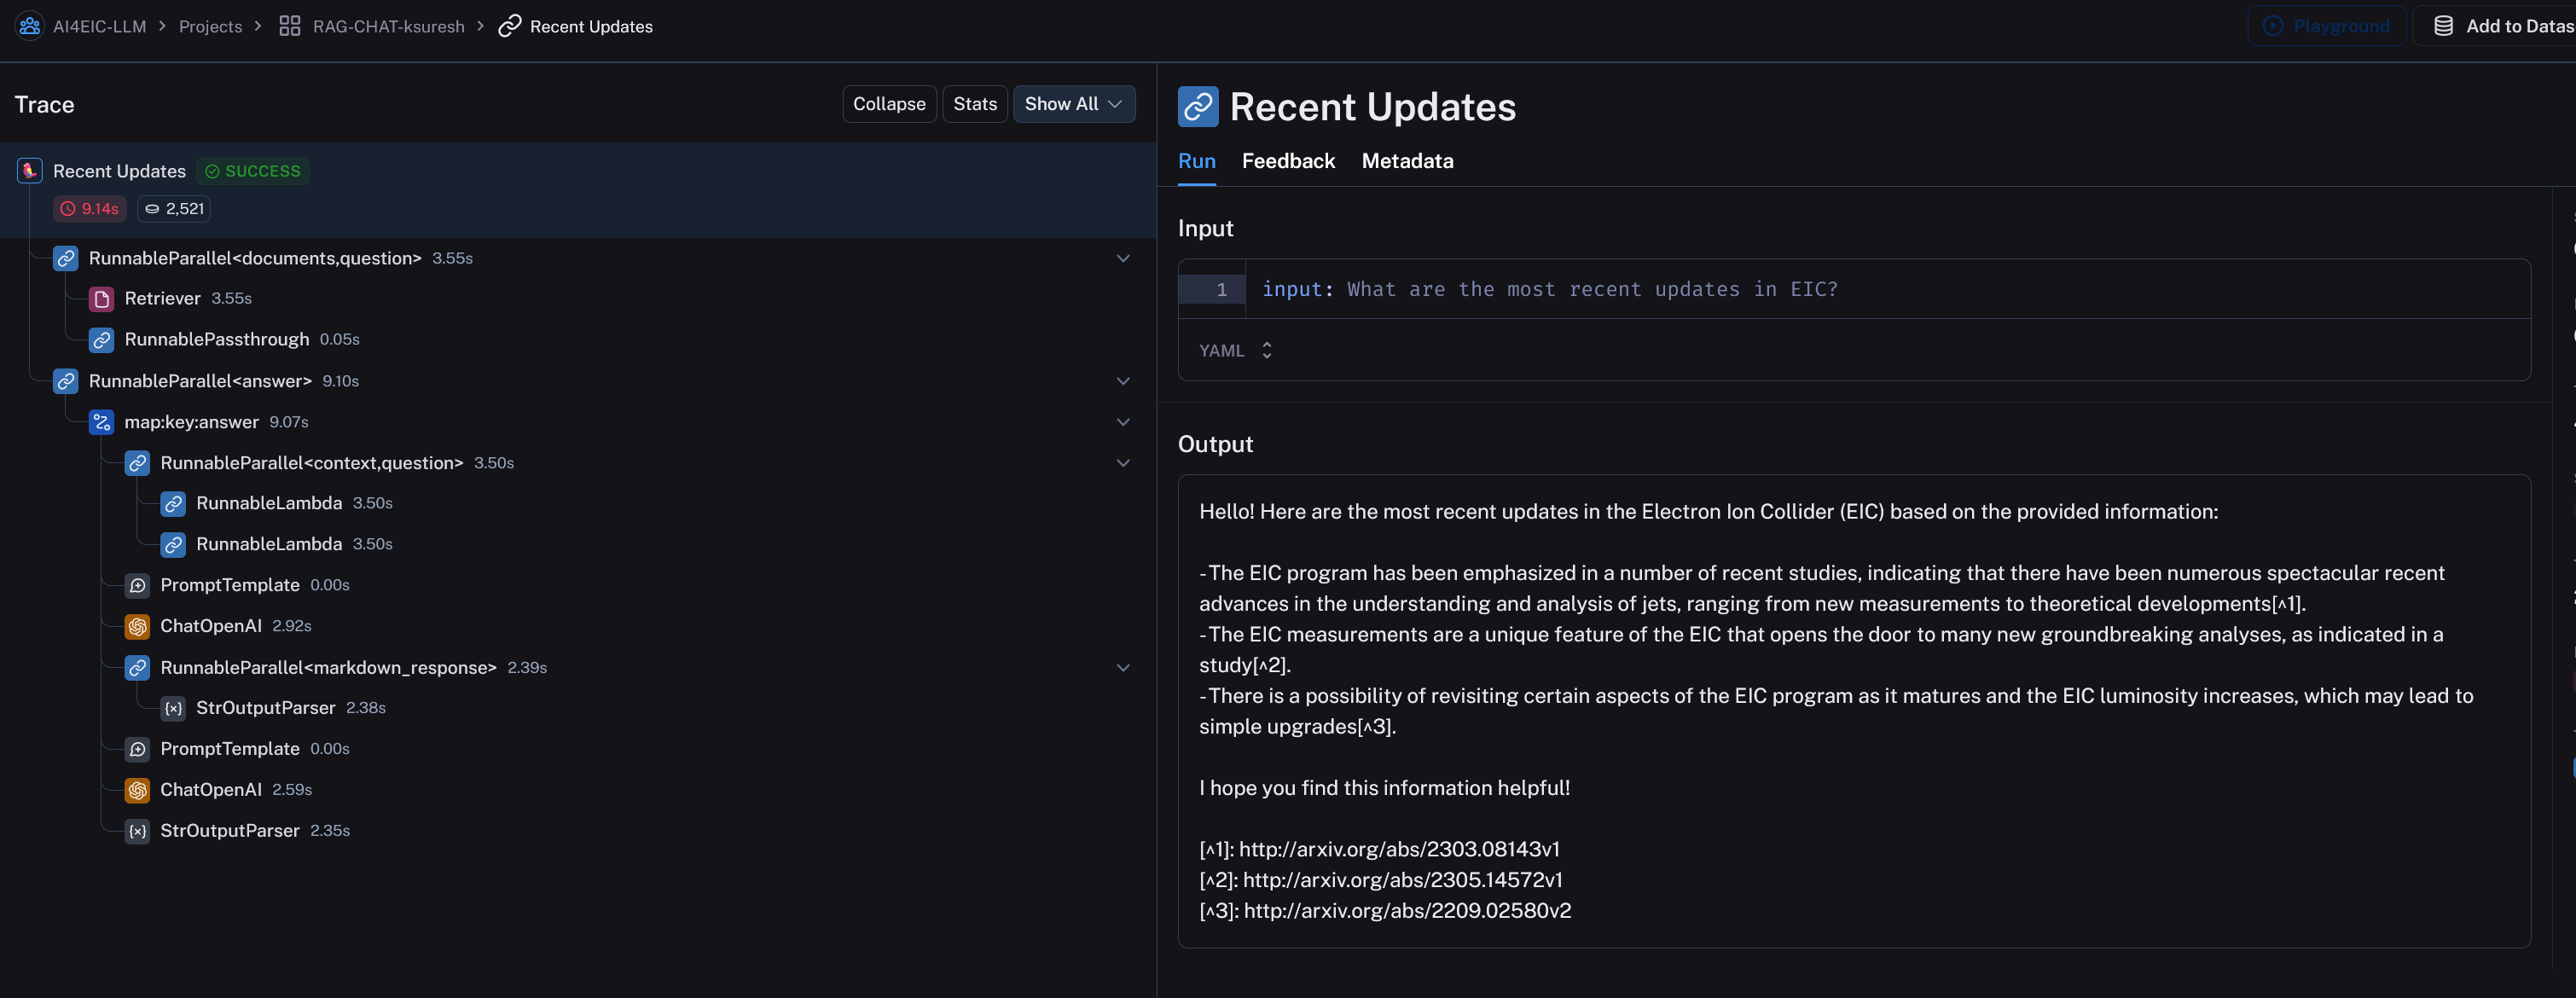 AI4EIC-LLM > Projects > RAG-CHAT-ksuresh > Recent Updates
Playground
Add to Datas
Trace
Collapse
Stats
Show All
Recent Updates SUCCESS
9.14s 2,521
RunnableParallel<documents,question> 3.55s
Retriever 3.55s
RunnablePassthrough 0.05s
RunnableParallel<answer> 9.10s
map:key:answer 9.07s
RunnableParallel<context,question> 3.50s
RunnableLambda 3.50s
RunnableLambda 3.50s
PromptTemplate 0.00s
ChatOpenAI 2.92s
RunnableParallel<markdown_response> 2.39s
StrOutputParser 2.38s
PromptTemplate 0.00s
ChatOpenAI 2.59s
StrOutputParser 2.35s
Recent Updates
Run Feedback Metadata
Input
1 input: What are the most recent updates in EIC?
YAML
Output
Hello! Here are the most recent updates in the Electron Ion Collider (EIC) based on the provided information:
- The EIC program has been emphasized in a number of recent studies, indicating that there have been numerous spectacular recent
advances in the understanding and analysis of jets, ranging from new measurements to theoretical developments[^1].
- The EIC measurements are a unique feature of the EIC that opens the door to many new groundbreaking analyses, as indicated in a
study[^2].
- There is a possibility of revisiting certain aspects of the EIC program as it matures and the EIC luminosity increases, which may lead to
simple upgrades[^3].
I hope you find this information helpful!
[^1]: http://arxiv.org/abs/2303.08143v1
[^2]: http://arxiv.org/abs/2305.14572v1
[^3]: http://arxiv.org/abs/2209.02580v2